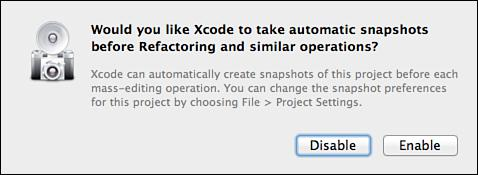 Would you like Xcode to take automatic snapshots
before Refactoring and similar operations?
Xcode can automatically create snapshots of this project before each
mass-editing operation. You can change the snapshot preferences
for this project by choosing File > Project Settings.
Disable
Enable